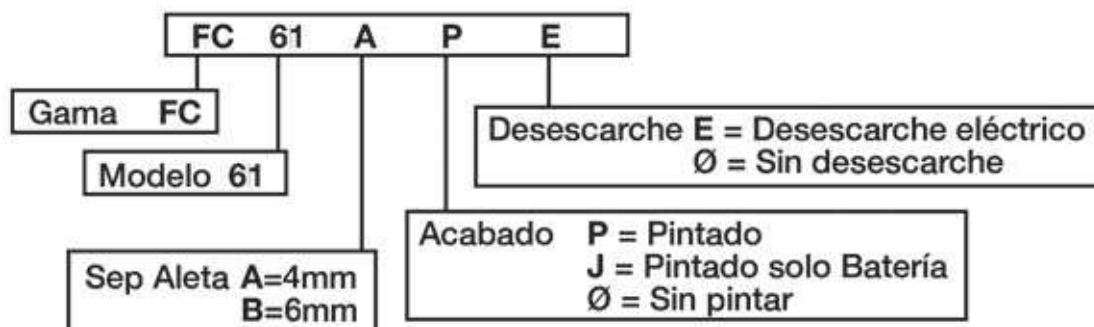 FC 61 A P E
Gama FC
Desescarche E = Desescarche eléctrico
Ø = Sin desescarche
Modelo 61
Acabado P = Pintado
J = Pintado solo Batería
Ø = Sin pintar
Sep Aleta A=4mm
B=6mm